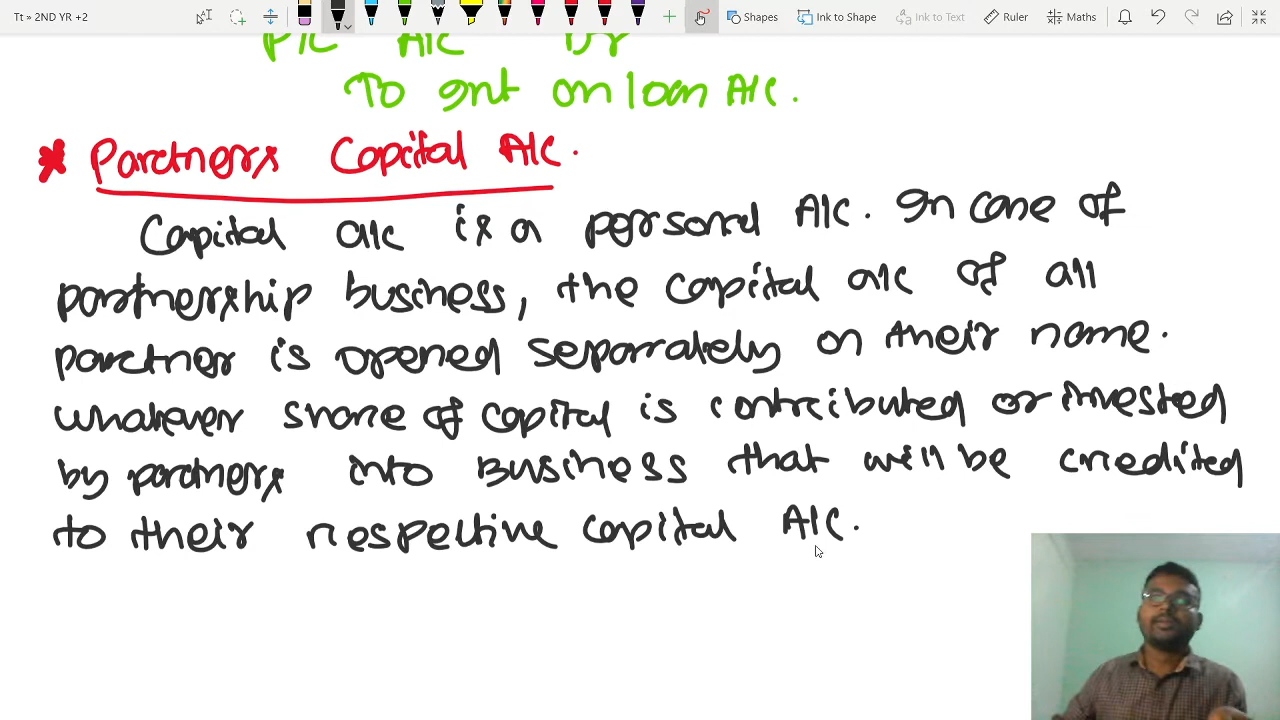 Tt » 2ND YR +2
Shapes
Ink to Shape
Ink to Text
Ruler
Maths
P/C A/C Dr
To Int on loan A/C.
* Partners Capital A/C.
Capital a/c is a personal A/C. In case of
partnership business, the capital a/c of all
partner is opened separately on their name.
whatever share of capital is contributed or invested
by partners into Business that will be credited
to their respective capital A/C.